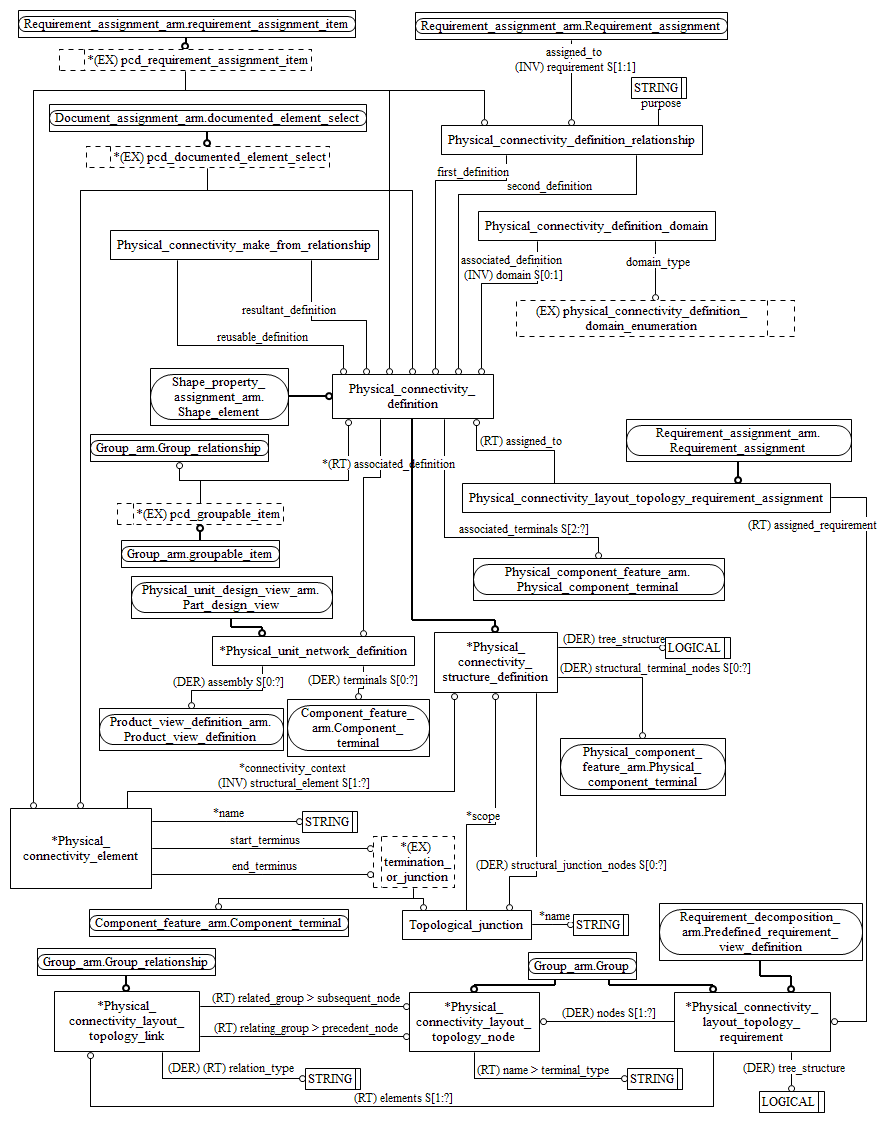 Requirement_assignment_arm.requirement_assignment_item
Requirement_assignment_arm.Requirement_assignment
*(EX) pcd_requirement_assignment_item
assigned_to
(INV) requirement S[1:1]
STRING
purpose
Document_assignment_arm.documented_element_select
Physical_connectivity_definition_relationship
*(EX) pcd_documented_element_select
first_definition
second_definition
Physical_connectivity_definition_domain
Physical_connectivity_make_from_relationship
associated_definition
(INV) domain S[0:1]
domain_type
resultant_definition
reusable_definition
(EX) physical_connectivity_definition_
domain_enumeration
Shape_property_
assignment_arm.
Shape_element
Physical_connectivity_
definition
Group_arm.Group_relationship
(RT) assigned_to
Requirement_assignment_arm.
Requirement_assignment
*(RT) associated_definition
Physical_connectivity_layout_topology_requirement_assignment
*(EX) pcd_groupable_item
(RT) assigned_requirement
associated_terminals S[2:?]
Group_arm.groupable_item
Physical_component_feature_arm.
Physical_component_terminal
Physical_unit_design_view_arm.
Part_design_view
*Physical_unit_network_definition
*Physical_
connectivity_
structure_definition
(DER) tree_structure
LOGICAL
(DER) structural_terminal_nodes S[0:?]
(DER) assembly S[0:?]
(DER) terminals S[0:?]
Product_view_definition_arm.
Product_view_definition
Component_feature_
arm.Component_
terminal
Physical_component_
feature_arm.Physical_
component_terminal
*connectivity_context
(INV) structural_element S[1:?]
*name
STRING
*scope
*Physical_
connectivity_element
start_terminus
end_terminus
*(EX)
termination_
or_junction
(DER) structural_junction_nodes S[0:?]
Component_feature_arm.Component_terminal
Topological_junction
*name
STRING
Requirement_decomposition_
arm.Predefined_requirement_
view_definition
Group_arm.Group_relationship
Group_arm.Group
*Physical_
connectivity_layout_
topology_link
(RT) related_group > subsequent_node
(RT) relating_group > precedent_node
*Physical_
connectivity_layout_
topology_node
(DER) nodes S[1:?]
*Physical_connectivity_
layout_topology_
requirement
(DER) (RT) relation_type
STRING
(RT) name > terminal_type
STRING
(DER) tree_structure
LOGICAL
(RT) elements S[1:?]